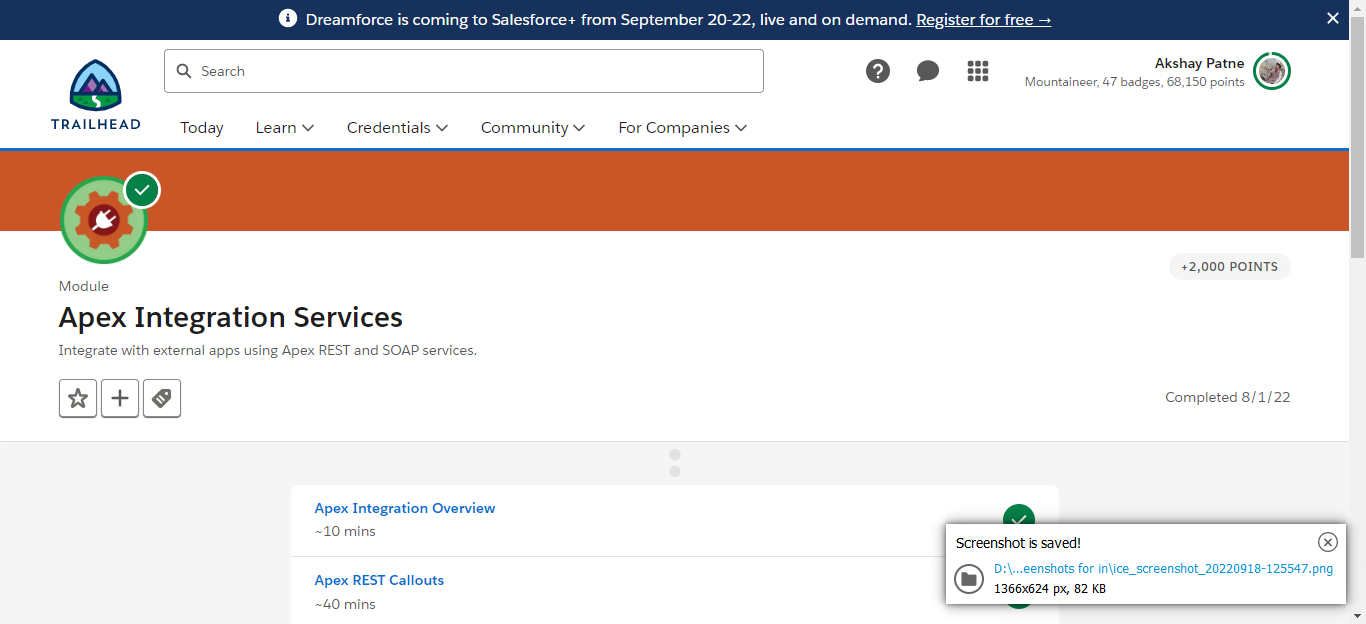 Dreamforce is coming to Salesforce+ from September 20-22, live and on demand. Register for free →
TRAILHEAD
Search
Akshay Patne
Mountaineer, 47 badges, 68,150 points
Today
Learn
Credentials
Community
For Companies
+2,000 POINTS
Module
Apex Integration Services
Integrate with external apps using Apex REST and SOAP services.
Completed 8/1/22
Apex Integration Overview
~10 mins
Apex REST Callouts
~40 mins
Screenshot is saved!
D:\...eenshots for in\ice_screenshot_20220918-125547.png
1366x624 px, 82 KB